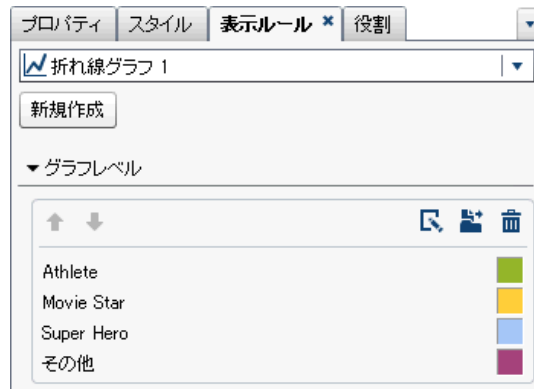 プロパティ スタイル 表示ルール 役割
折れ線グラフ 1
新規作成
グラフレベル
Athlete
Movie Star
Super Hero
その他